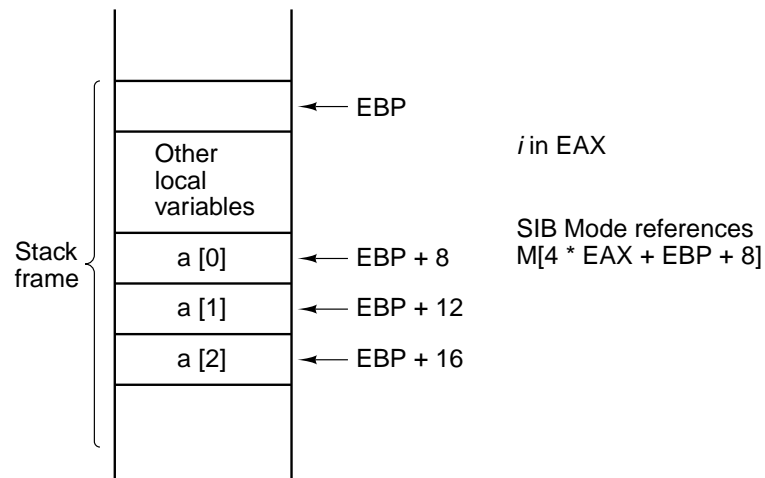 EBP
i in EAX
Other
local
variables
SIB Mode references
M[4 * EAX + EBP + 8]
Stack
frame
a [0]
EBP + 8
a [1]
EBP + 12
a [2]
EBP + 16